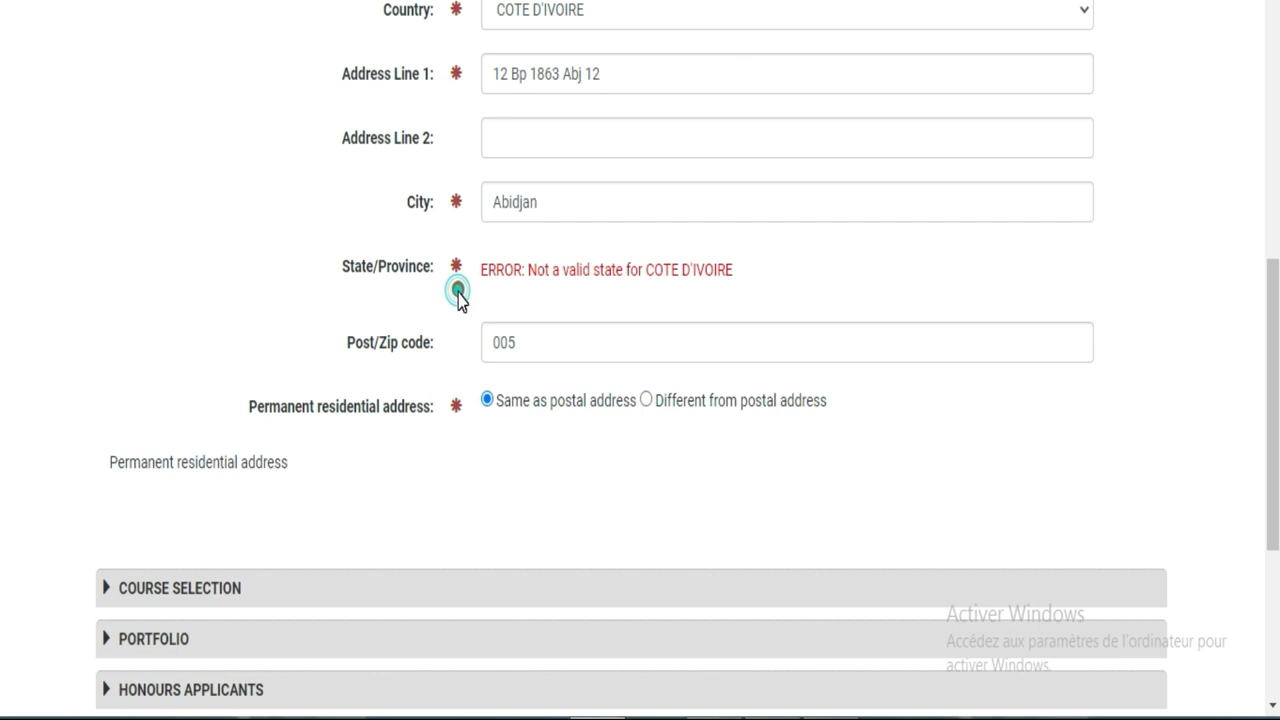 Country: * COTE D'IVOIRE
Address Line 1: * 12 Bp 1863 Abj 12
Address Line 2:
City: * Abidjan
State/Province: * ERROR: Not a valid state for COTE D'IVOIRE
Post/Zip code: 005
Permanent residential address: * Same as postal address Different from postal address
Permanent residential address
COURSE SELECTION
PORTFOLIO
HONOURS APPLICANTS
Activer Windows
Accédez aux paramètres de l'ordinateur pour
activer Windows.